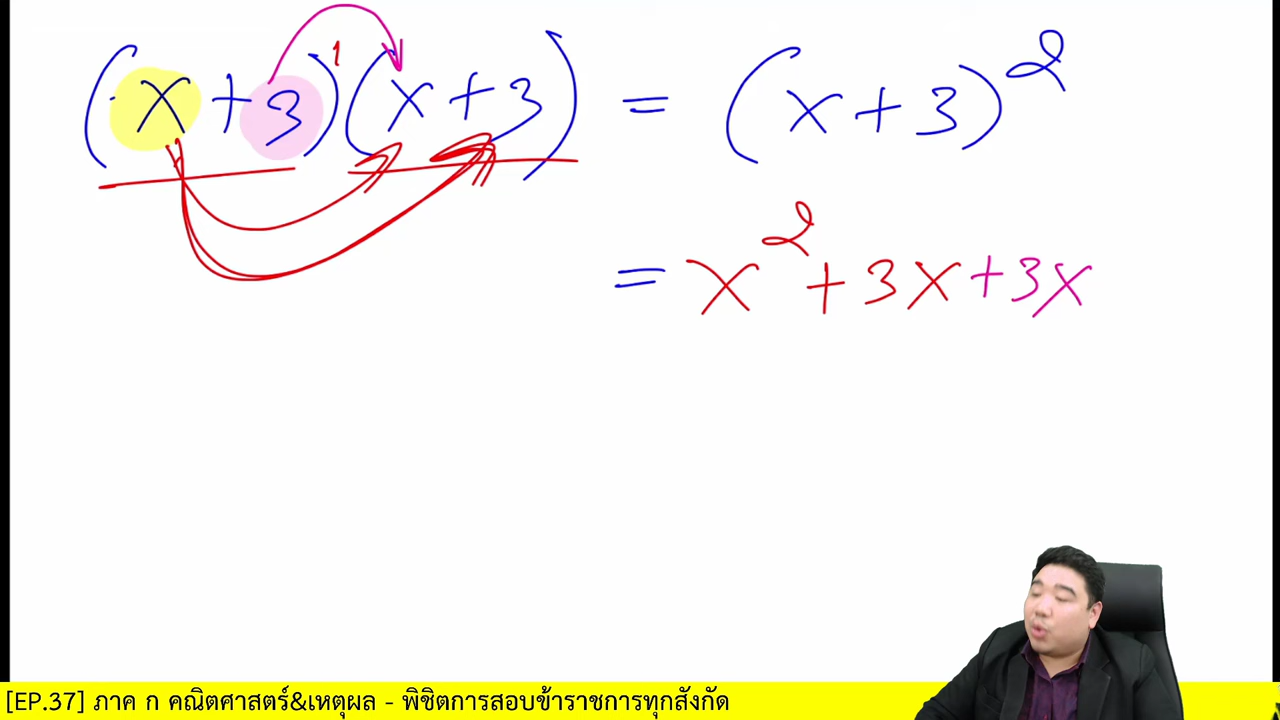 (x+3)¹(x+3) = (x+3)²
= x²+3x+3x
[EP.37] ภาค ก คณิตศาสตร์&เหตุผล - พิชิตการสอบข้าราชการทุกสังกัด